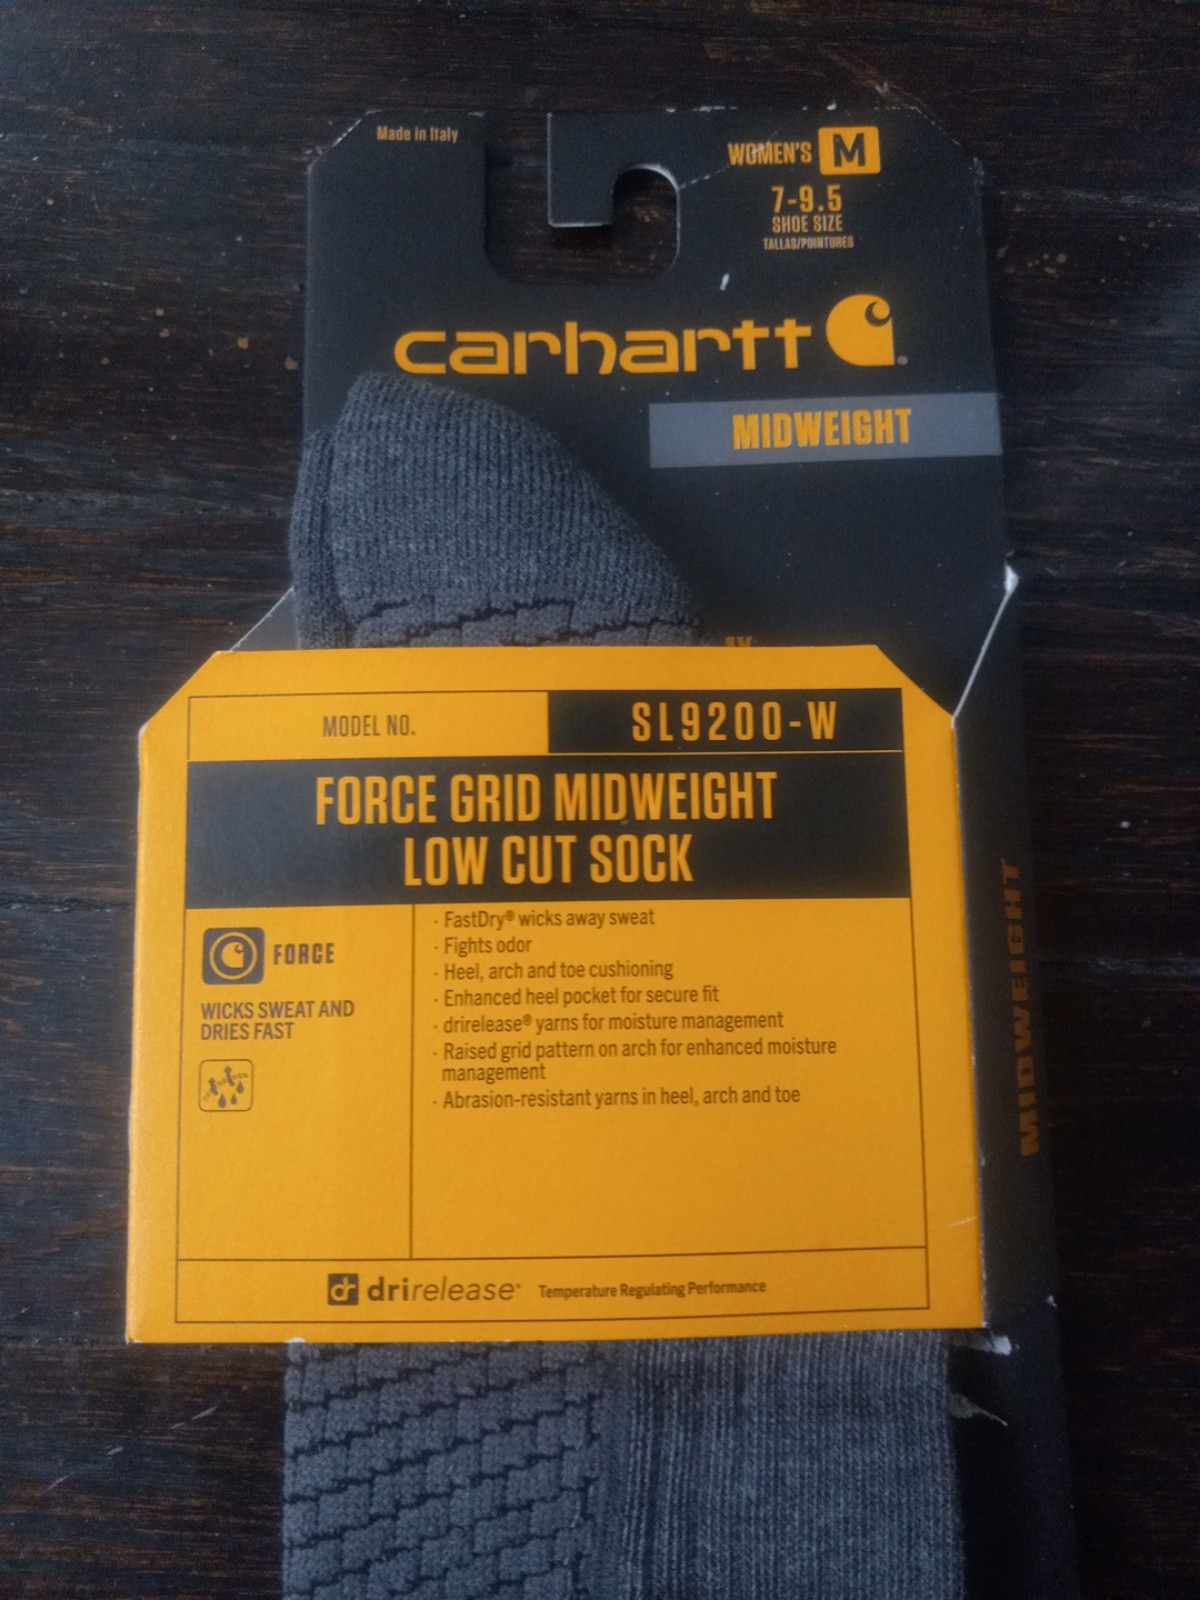 Made in Italy
WOMEN'S M
7-9.5
SHOE SIZE
TALLAS/POINTURES
carhartt
MIDWEIGHT
MODEL NO.
SL9200-W
FORCE GRID MIDWEIGHT
LOW CUT SOCK
FORCE
WICKS SWEAT AND
DRIES FAST
· FastDry® wicks away sweat
· Fights odor
· Heel, arch and toe cushioning
· Enhanced heel pocket for secure fit
· drirelease® yarns for moisture management
· Raised grid pattern on arch for enhanced moisture
management
· Abrasion-resistant yarns in heel, arch and toe
dr drirelease® Temperature Regulating Performance
MIDWEIGHT